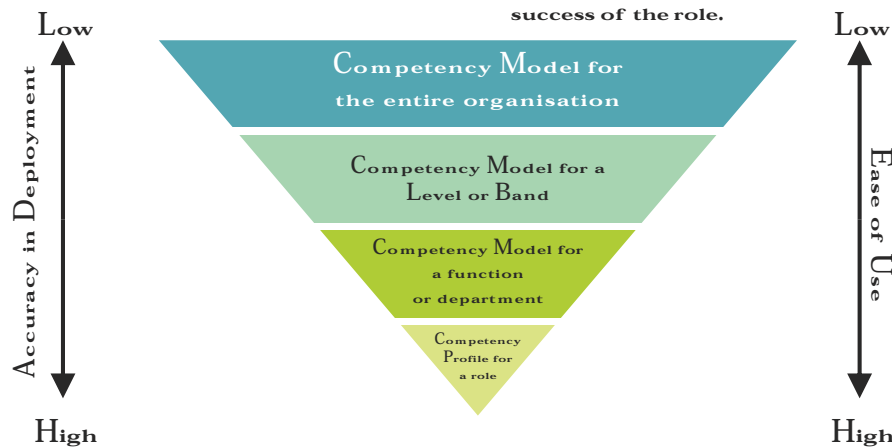 success of the role.
Low
Low
Competency Model for
the entire organisation
Competency Model for a
Level or Band
Competency Model for
a function
or department
Competency
Profile for
a role
Accuracy in Deployment
Ease of Use
High
High